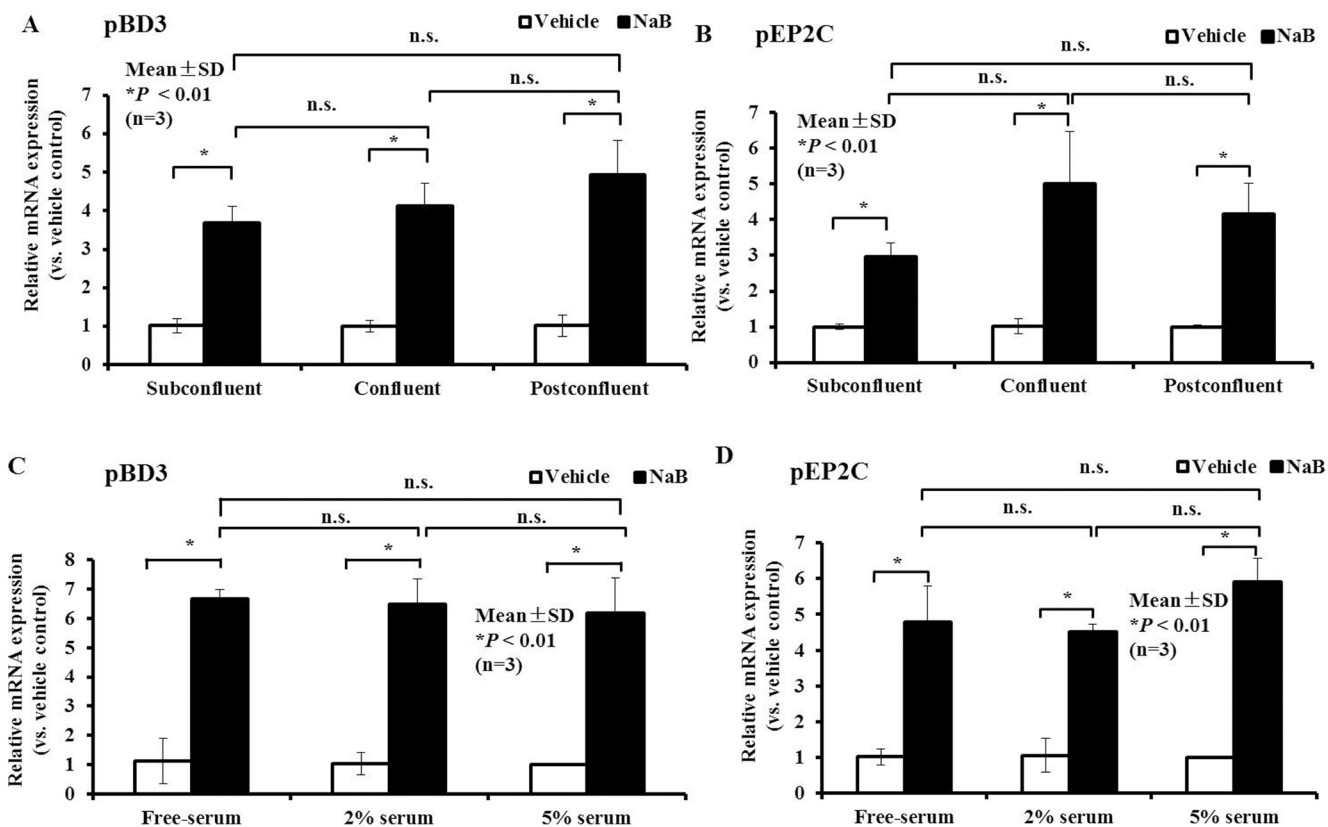 A
pBD3
Vehicle NaB
n.s.
Mean±SD
*P < 0.01
(n=3)
n.s.
n.s.
* * *
Relative mRNA expression
(vs. vehicle control)
7
6
5
4
3
2
1
0
Subconfluent Confluent Postconfluent
B
pEP2C
Vehicle NaB
n.s.
n.s. n.s.
Mean±SD
*P < 0.01
(n=3)
* * *
Relative mRNA expression
(vs. vehicle control)
7
6
5
4
3
2
1
0
Subconfluent Confluent Postconfluent
C
pBD3
Vehicle NaB
n.s.
n.s. n.s.
* * *
Mean±SD
*P < 0.01
(n=3)
Relative mRNA expression
(vs. vehicle control)
8
7
6
5
4
3
2
1
0
Free-serum 2% serum 5% serum
D
pEP2C
n.s.
Vehicle NaB
n.s. n.s.
* * *
Mean±SD
*P < 0.01
(n=3)
Relative mRNA expression
(vs. vehicle control)
7
6
5
4
3
2
1
0
Free-serum 2% serum 5% serum